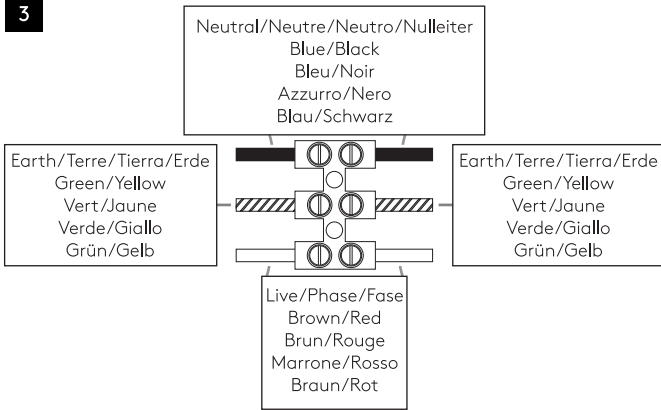 3
Neutral/Neutre/Neutro/Nulleiter
Blue/Black
Bleu/Noir
Azzurro/Nero
Blau/Schwarz
Earth/Terre/Tierra/Erde
Green/Yellow
Vert/Jaune
Verde/Giallo
Grün/Gelb
Earth/Terre/Tierra/Erde
Green/Yellow
Vert/Jaune
Verde/Giallo
Grün/Gelb
Live/Phase/Fase
Brown/Red
Brun/Rouge
Marrone/Rosso
Braun/Rot